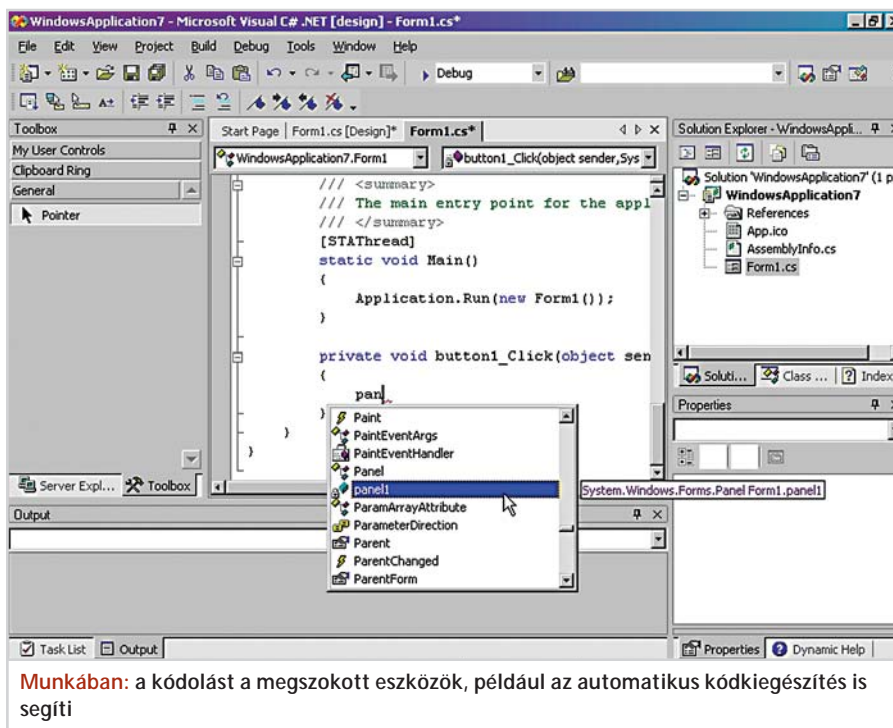 WindowsApplication7 - Microsoft Visual C# .NET [design] - Form1.cs*
File Edit View Project Build Debug Tools Window Help
Debug
Toolbox
My User Controls
Clipboard Ring
General
Pointer
Server Expl... Toolbox
Start Page Form1.cs [Design]* Form1.cs*
WindowsApplication7.Form1 button1_Click(object sender,Sys
/// <summary>
/// The main entry point for the appl
/// </summary>
[STAThread]
static void Main()
{
Application.Run(new Form1());
}
private void button1_Click(object sen
{
pan
}
}
}
Paint
PaintEventArgs
PaintEventHandler
Panel
panel1
ParamArrayAttribute
ParameterDirection
Parent
ParentChanged
ParentForm
System.Windows.Forms.Panel Form1.panel1
Solution Explorer - WindowsAppli...
Solution 'WindowsApplication7' (1 p
WindowsApplication7
References
App.ico
AssemblyInfo.cs
Form1.cs
Soluti... Class ... Index
Properties
Output
Task List Output
Properties Dynamic Help
Munkában: a kódolást a megszokott eszközök, például az automatikus kódkiegészítés is
segíti